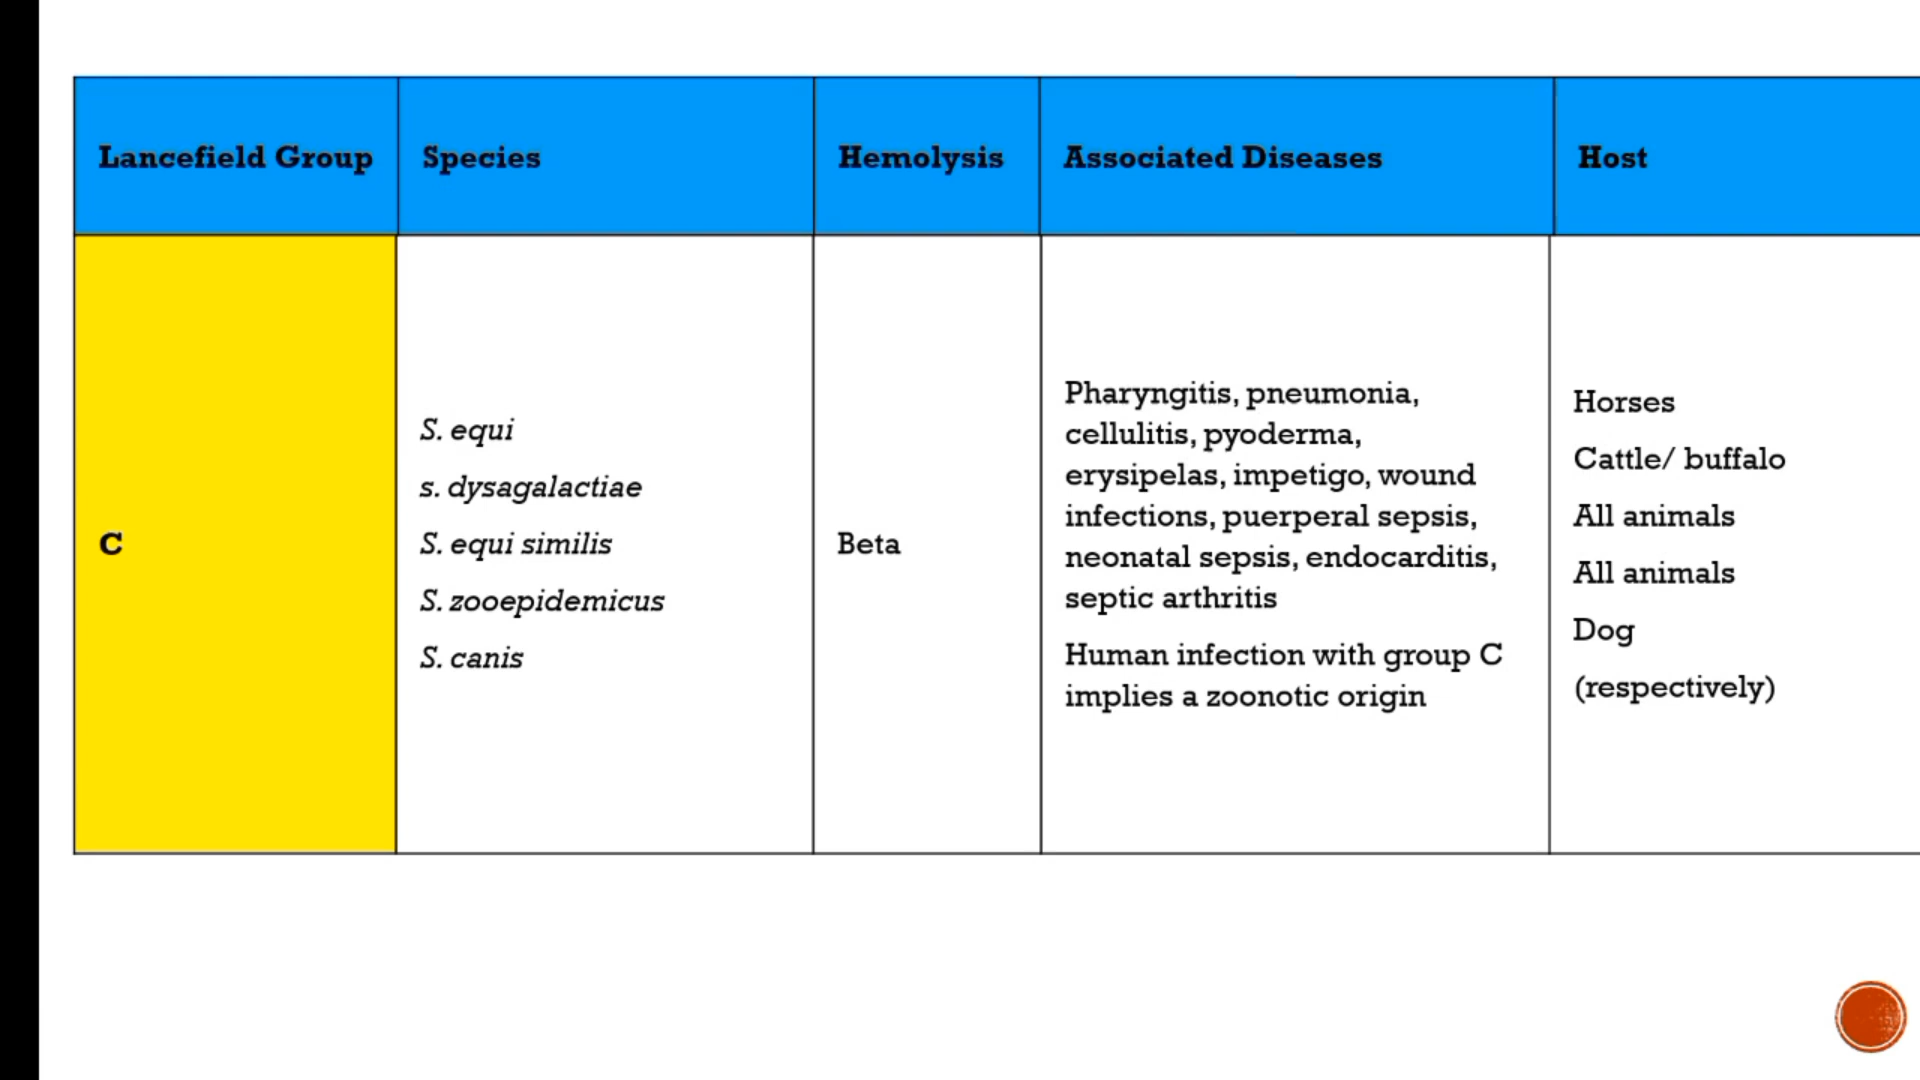 Lancefield Group
Species
Hemolysis
Associated Diseases
Host
C
S. equi
s. dysagalactiae
S. equi similis
S. zooepidemicus
S. canis
Beta
Pharyngitis, pneumonia,
cellulitis, pyoderma,
erysipelas, impetigo, wound
infections, puerperal sepsis,
neonatal sepsis, endocarditis,
septic arthritis
Human infection with group C
implies a zoonotic origin
Horses
Cattle/ buffalo
All animals
All animals
Dog
(respectively)